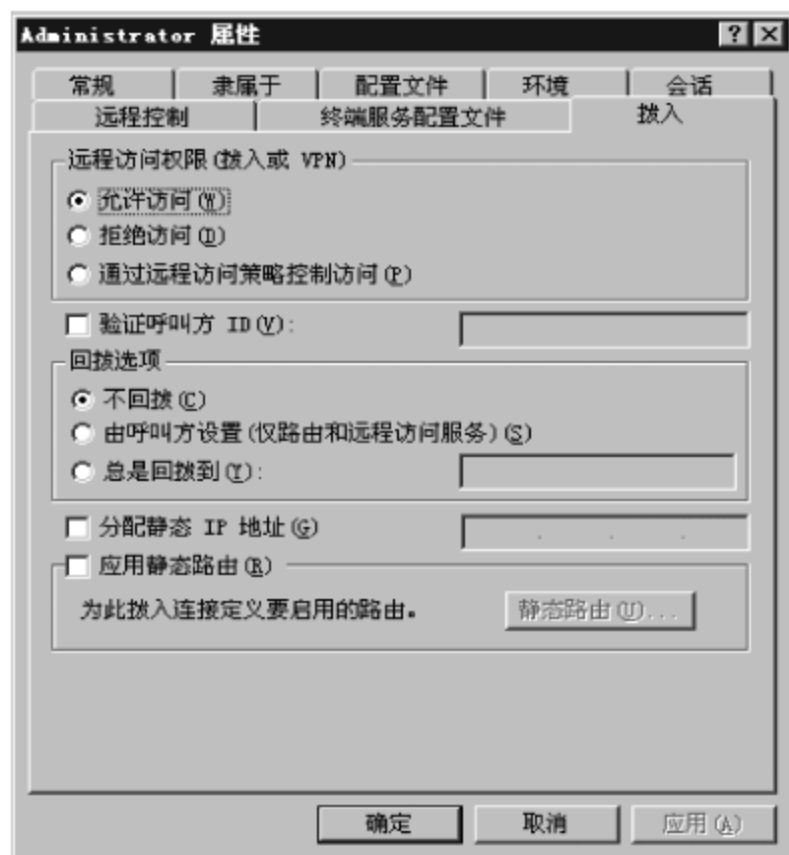 Administrator 属性
常规 隶属于 配置文件 环境 会话
远程控制 终端服务配置文件 拨入
远程访问权限(拨入或 VPN)
允许访问(W)
拒绝访问(D)
通过远程访问策略控制访问(P)
验证呼叫方 ID(V):
回拨选项
不回拨(C)
由呼叫方设置(仅路由和远程访问服务)(S)
总是回拨到(Y):
分配静态 IP 地址(G)
应用静态路由(R)
为此拨入连接定义要启用的路由。 静态路由(U)...
确定 取消 应用(A)